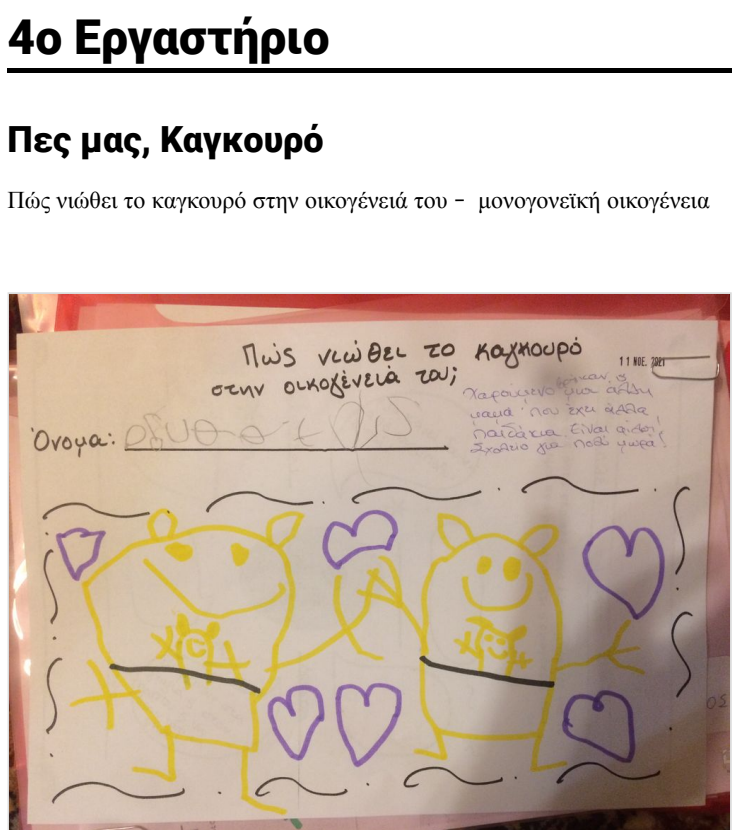 4ο Εργαστήριο
Πες μας, Καγκουρό
Πώς νιώθει το καγκουρό στην οικογένειά του - μονογονεϊκή οικογένεια
Πώς νιώθει το καγκουρό
στην οικογένειά του;
11 ΝΟΕ. 2021
Όνομα:
Χαρούμενο βρήκαν μια άλλη
μαμά που έχει άλλα
παιδάκια. Είναι
Σχολείο για πολύ μωρά!